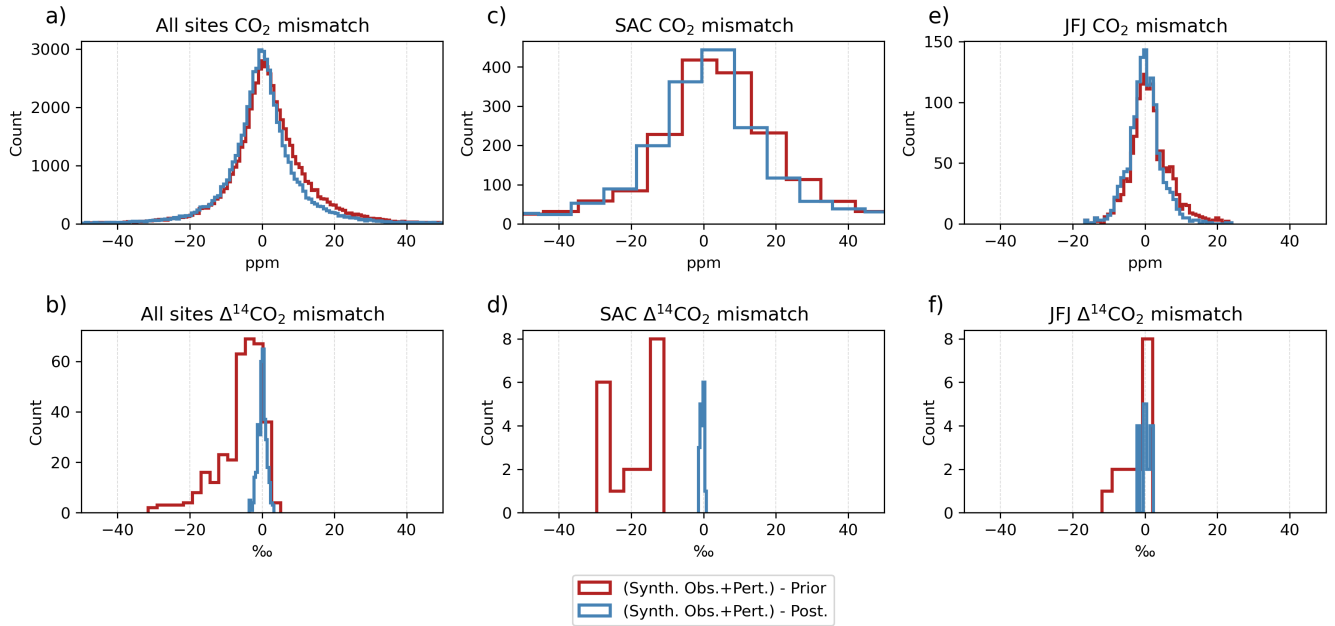 a)
All sites CO₂ mismatch
3000
2000
1000
0
Count
−40 −20 0 20 40
ppm
c)
SAC CO₂ mismatch
400
300
200
100
0
Count
−40 −20 0 20 40
ppm
e)
JFJ CO₂ mismatch
150
100
50
0
Count
−40 −20 0 20 40
ppm
b)
All sites Δ¹⁴CO₂ mismatch
60
40
20
0
Count
−40 −20 0 20 40
‰
d)
SAC Δ¹⁴CO₂ mismatch
8
6
4
2
0
Count
−40 −20 0 20 40
‰
f)
JFJ Δ¹⁴CO₂ mismatch
8
6
4
2
0
Count
−40 −20 0 20 40
‰
(Synth. Obs.+Pert.) - Prior
(Synth. Obs.+Pert.) - Post.